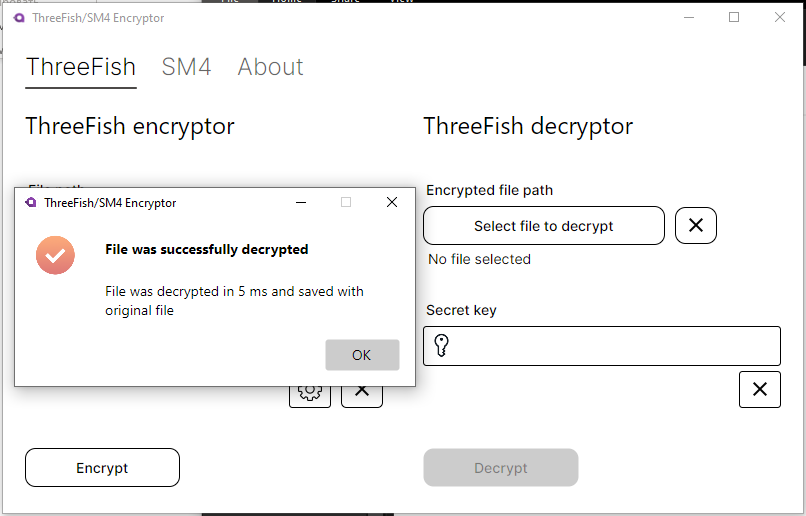 ThreeFish/SM4 Encryptor
ThreeFish SM4 About
ThreeFish encryptor
ThreeFish decryptor
Encrypted file path
Select file to decrypt
No file selected
Secret key
ThreeFish/SM4 Encryptor
File was successfully decrypted
File was decrypted in 5 ms and saved with
original file
OK
Encrypt
Decrypt